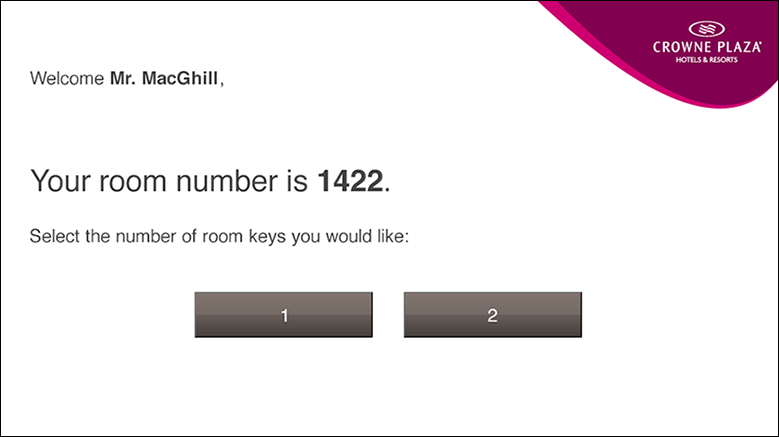 CROWNE PLAZA
HOTELS & RESORTS
Welcome Mr. MacGhill,
Your room number is 1422.
Select the number of room keys you would like:
1 2